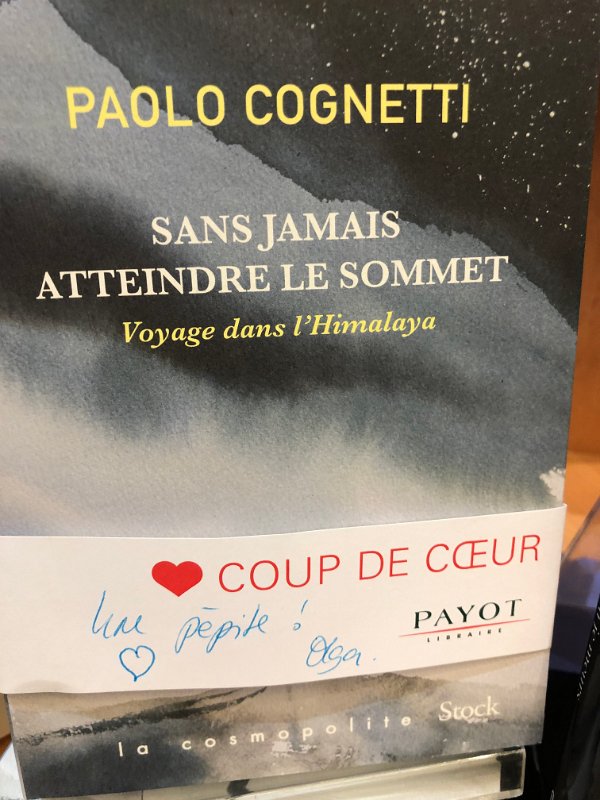 PAOLO COGNETTI
SANS JAMAIS
ATTEINDRE LE SOMMET
Voyage dans l'Himalaya
COUP DE CŒUR
Une pépite !
Olga.
PAYOT
LIBRAIRE
la cosmopolite
Stock